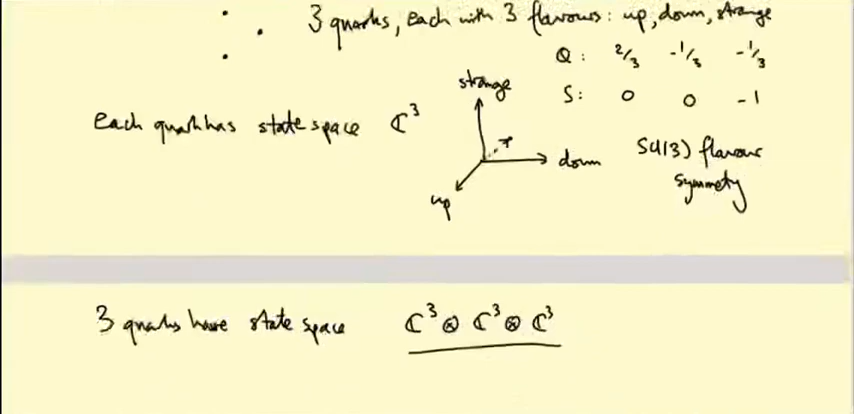 3 quarks, each with 3 flavours: up, down, strange
Q: 2/3 -1/3 -1/3
S: 0 0 -1
strange
each quark has state space ℂ³
down
up
SU(3) flavour
symmety
3 quarks have state space ℂ³⊗ℂ³⊗ℂ³